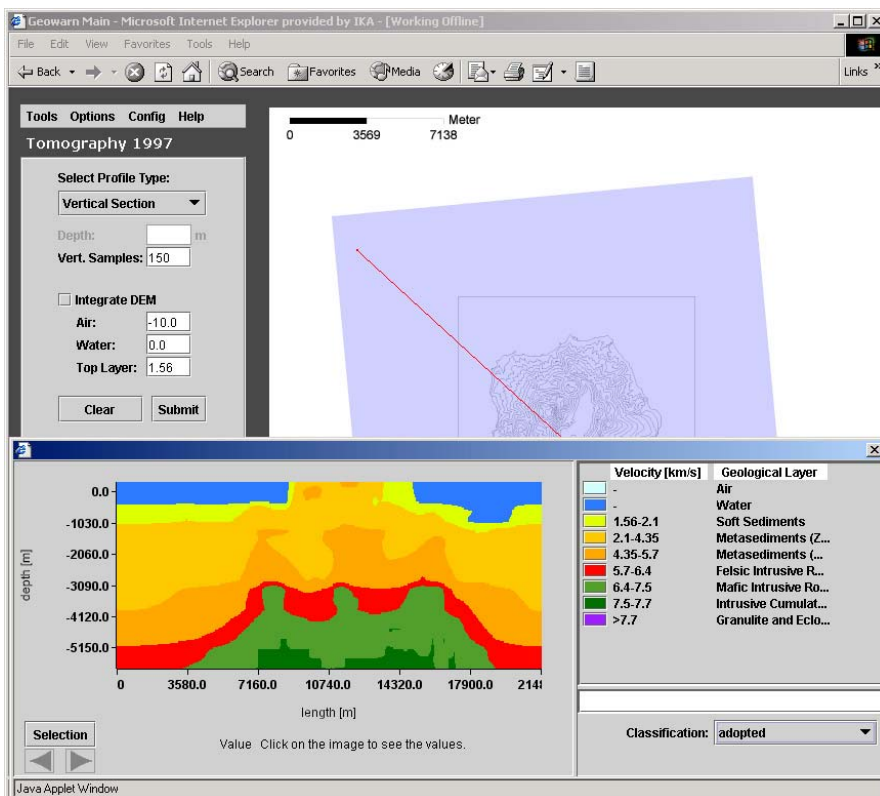 Geowarn Main - Microsoft Internet Explorer provided by IKA - [Working Offline]
File Edit View Favorites Tools Help
Back Search Favorites Media Links »
Tools Options Config Help
Tomography 1997
Select Profile Type:
Vertical Section
Depth: m
Vert. Samples: 150
Integrate DEM
Air: -10.0
Water: 0.0
Top Layer: 1.56
Clear Submit
Meter
0 3569 7138
depth [m]
0.0
-1030.0
-2060.0
-3090.0
-4120.0
-5150.0
0 3580.0 7160.0 10740.0 14320.0 17900.0 2148
length [m]
Selection
Value Click on the image to see the values.
Velocity [km/s] Geological Layer
- Air
- Water
1.56-2.1 Soft Sediments
2.1-4.35 Metasediments (Z...
4.35-5.7 Metasediments (...
5.7-6.4 Felsic Intrusive R...
6.4-7.5 Mafic Intrusive Ro...
7.5-7.7 Intrusive Cumulat...
>7.7 Granulite and Eclo...
Classification: adopted
Java Applet Window